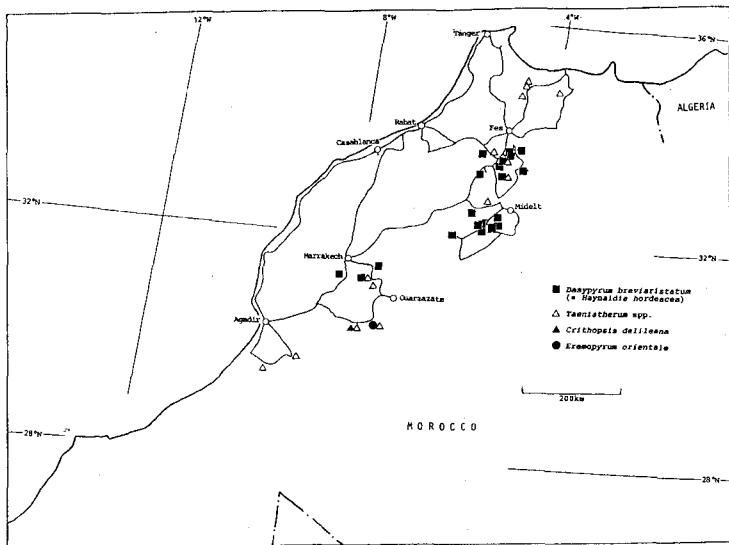 12°W
8°W
4°W
36°N
Tanger
ALGERIA
Rabat
Fes
Casablanca
32°N
Midelt
Marrakech
32°N
Ouarzazate
■ Dasypyrum breviaristatum
(= Haynaldia hordeacea)
△ Taeniatherum spp.
▲ Crithopsis delileana
● Eremopyrum orientale
Agadir
200km
MOROCCO
28°N
28°N